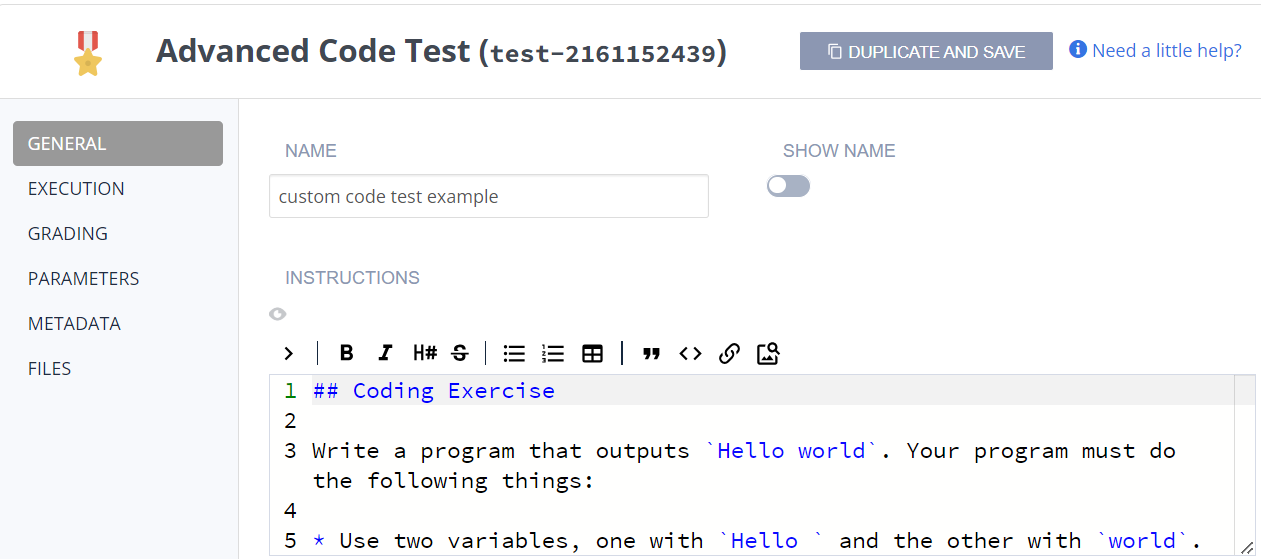 Advanced Code Test (test-2161152439)
DUPLICATE AND SAVE
Need a little help?
GENERAL
EXECUTION
GRADING
PARAMETERS
METADATA
FILES
NAME
SHOW NAME
custom code test example
INSTRUCTIONS
B I H# S
1 ## Coding Exercise
2
3 Write a program that outputs `Hello world`. Your program must do
the following things:
4
5 * Use two variables, one with `Hello ` and the other with `world`.